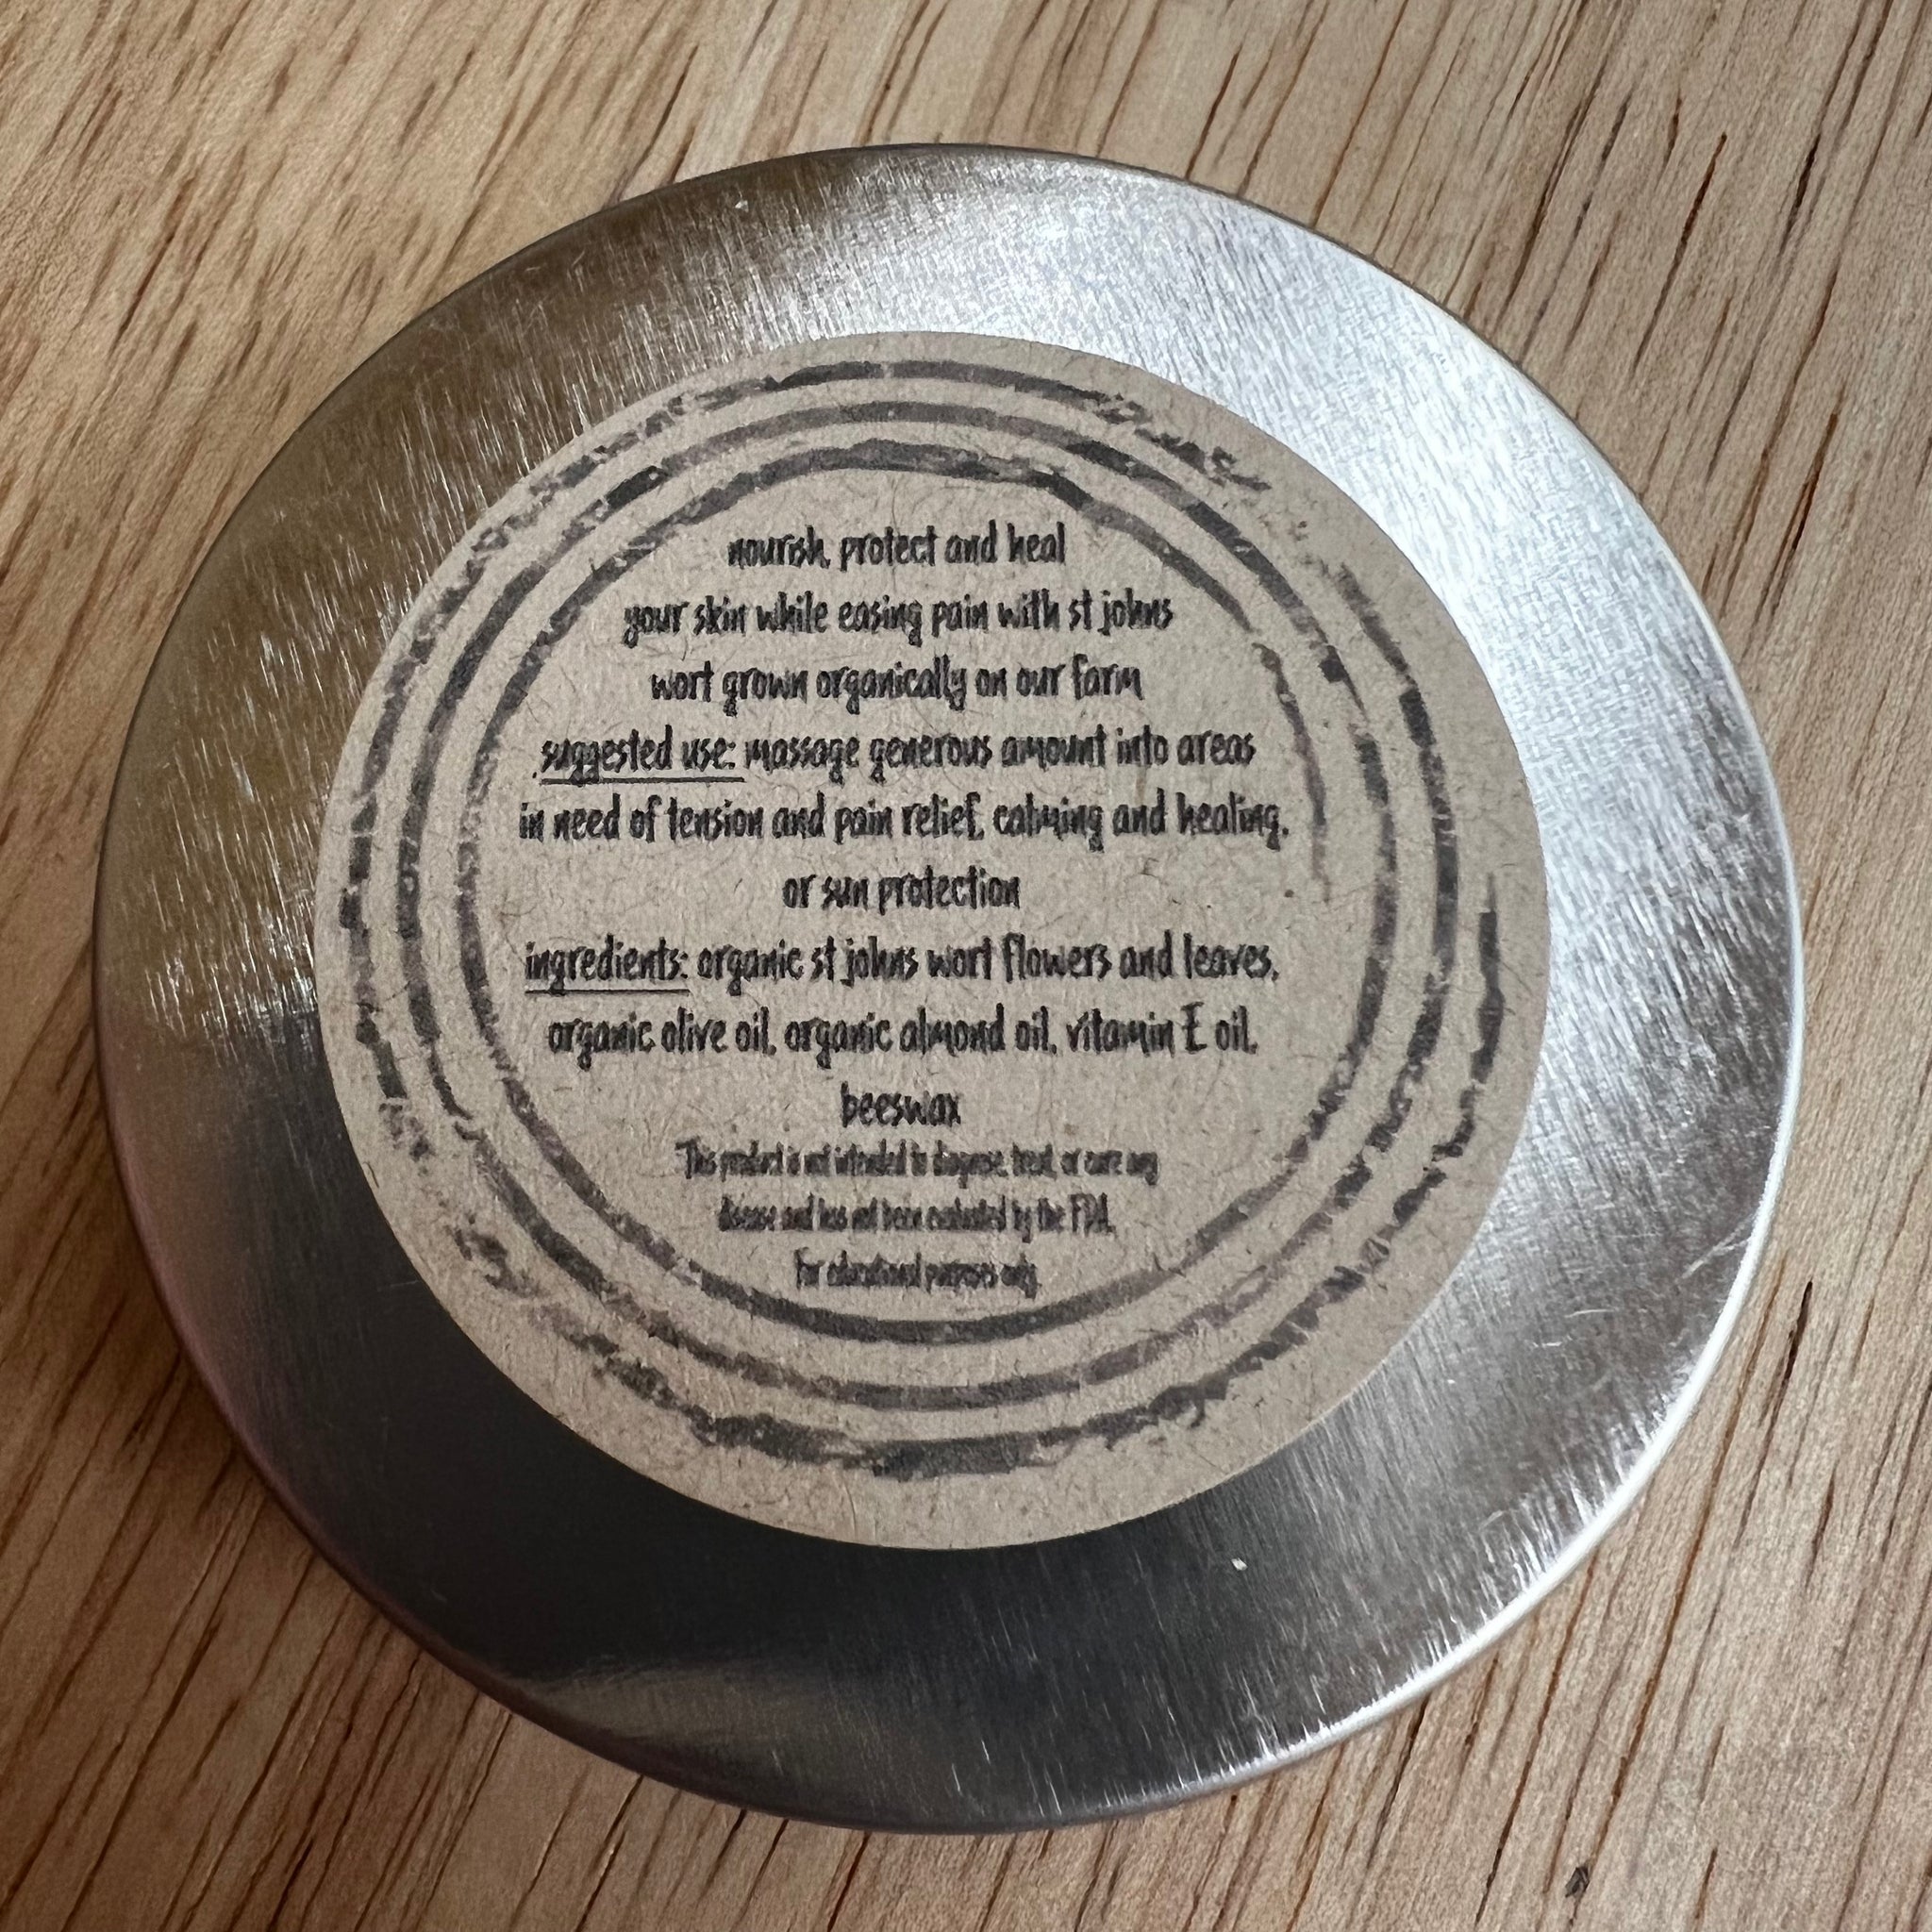 nourish, protect and heal
your skin while easing pain with st johns
wort grown organically on our farm
suggested use: massage generous amount into areas
in need of tension and pain relief, calming and healing,
or sun protection
ingredients: organic st johns wort flowers and leaves,
organic olive oil, organic almond oil, vitamin E oil,
beeswax
This product is not intended to diagnose, treat, or cure any
disease and has not been evaluated by the FDA.
For educational purposes only.